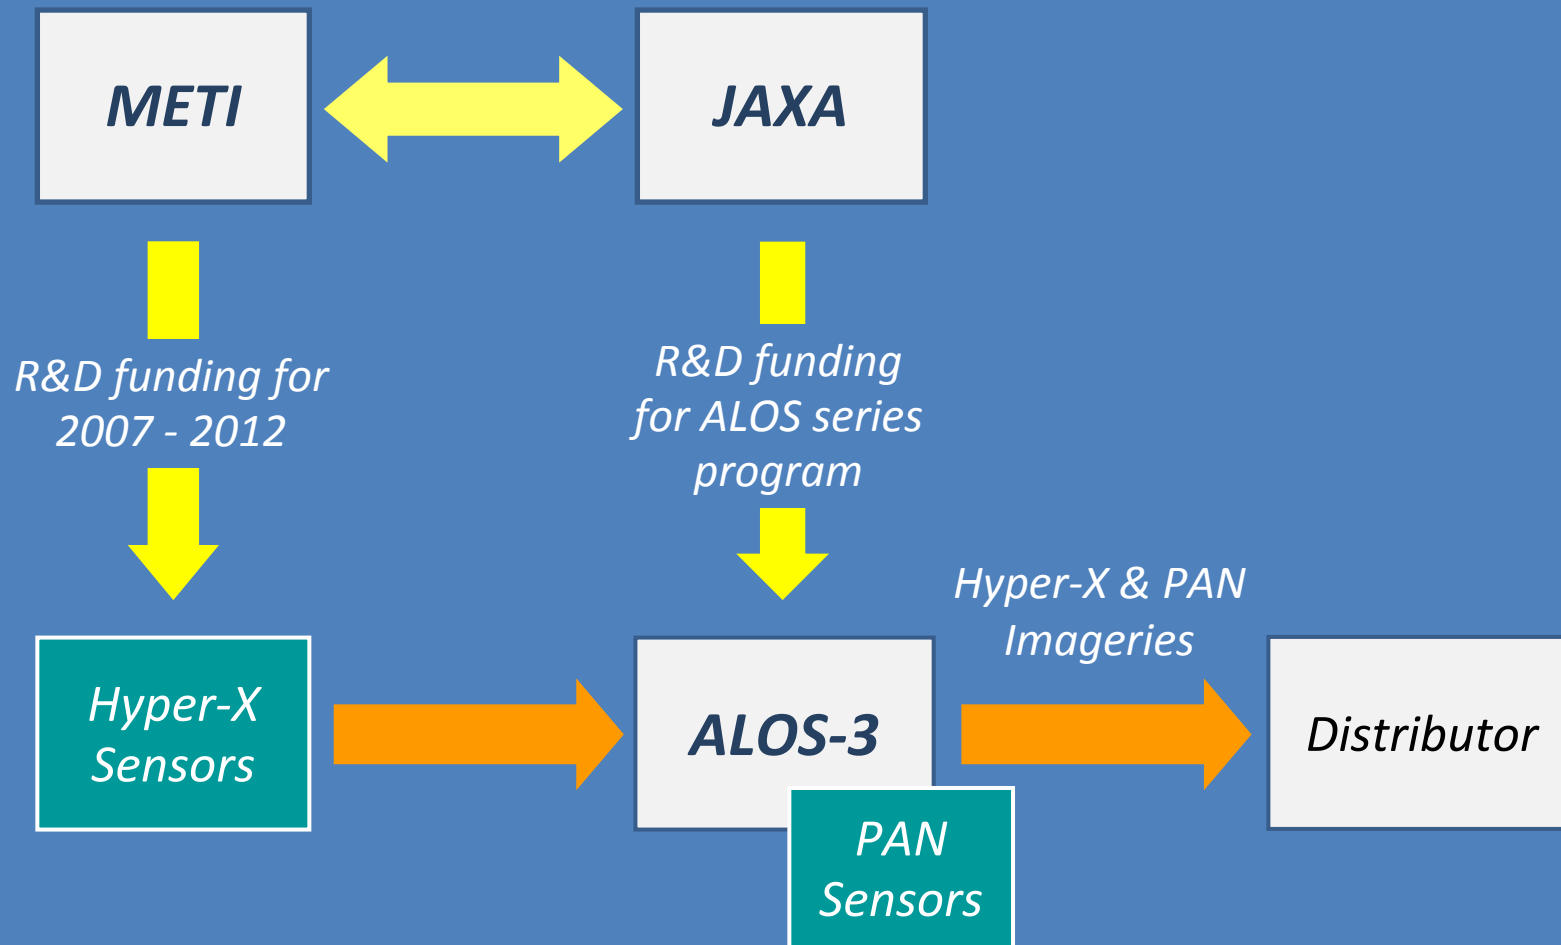 METI
JAXA
R&D funding for
2007 - 2012
R&D funding
for ALOS series
program
Hyper-X & PAN
Imageries
Hyper-X
Sensors
ALOS-3
Distributor
PAN
Sensors